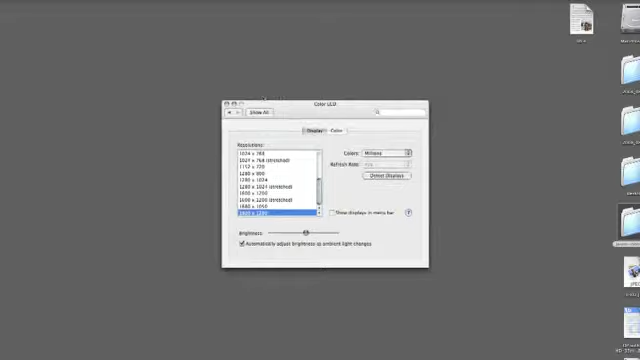 Color LCD
Show All
Display Color
Resolutions:
1024 x 768
1024 x 768 (stretched)
1152 x 720
1280 x 800
1280 x 1024
1280 x 1024 (stretched)
1600 x 1200
1600 x 1200 (stretched)
1680 x 1050
Colors: Millions
Refresh Rate:
Detect Displays
Show displays in menu bar
Brightness:
Automatically adjust brightness as ambient light changes